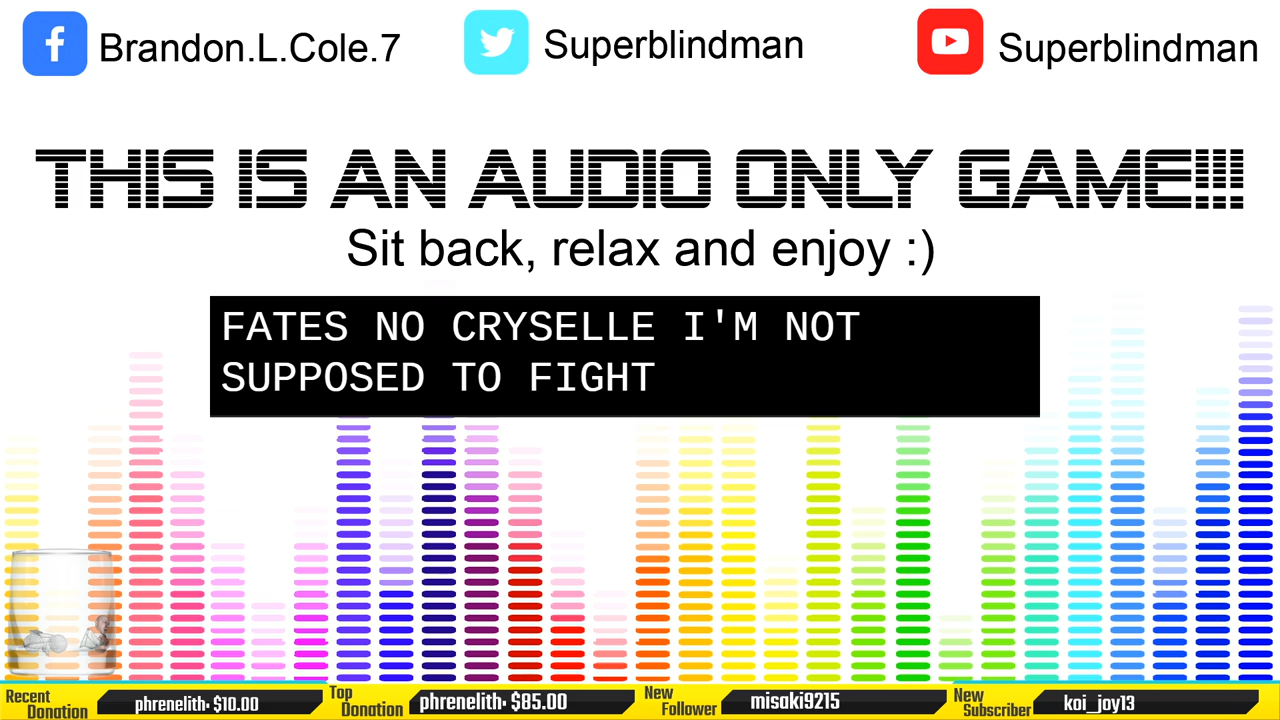 Brandon.L.Cole.7
Superblindman
Superblindman
THIS IS AN AUDIO ONLY GAME!!!
Sit back, relax and enjoy :)
FATES NO CRYSELLE I'M NOT
SUPPOSED TO FIGHT
Recent Donation
phrenelith: $10.00
Top Donation
phrenelith: $85.00
New Follower
misaki9215
New Subscriber
koi_joy13